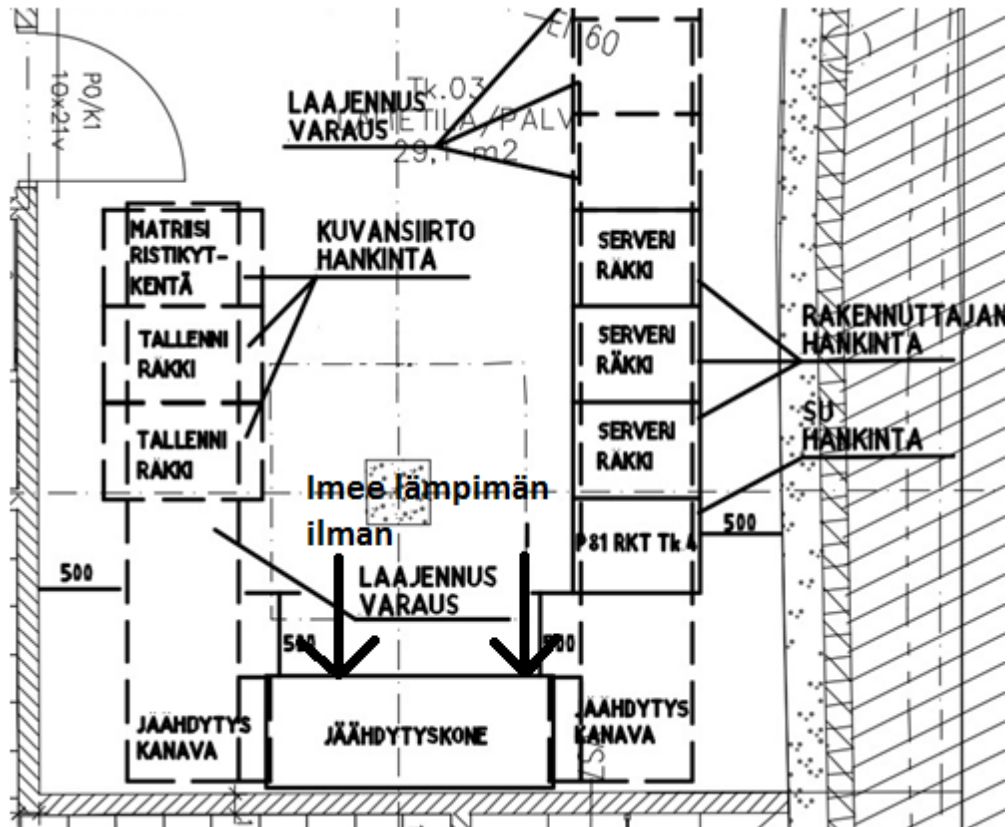 EI 60
P0/K1
10x21v
Tk.03
LAAJENNUS
VARAUS
29,1 m2
MATRIISI
RISTIKYT-
KENTÄ
KUVANSIIRTO
HANKINTA
SERVERI
RÄKKI
TALLENNI
RÄKKI
SERVERI
RÄKKI
RAKENNUTTAJAN
HANKINTA
TALLENNI
RÄKKI
SERVERI
RÄKKI
SU
HANKINTA
Imee lämpimän
ilman
P81 RKT Tk.4
500
500
LAAJENNUS
VARAUS
500
500
JÄÄHDYTYS
KANAVA
JÄÄHDYTYSKONE
JÄÄHDYTYS
KANAVA